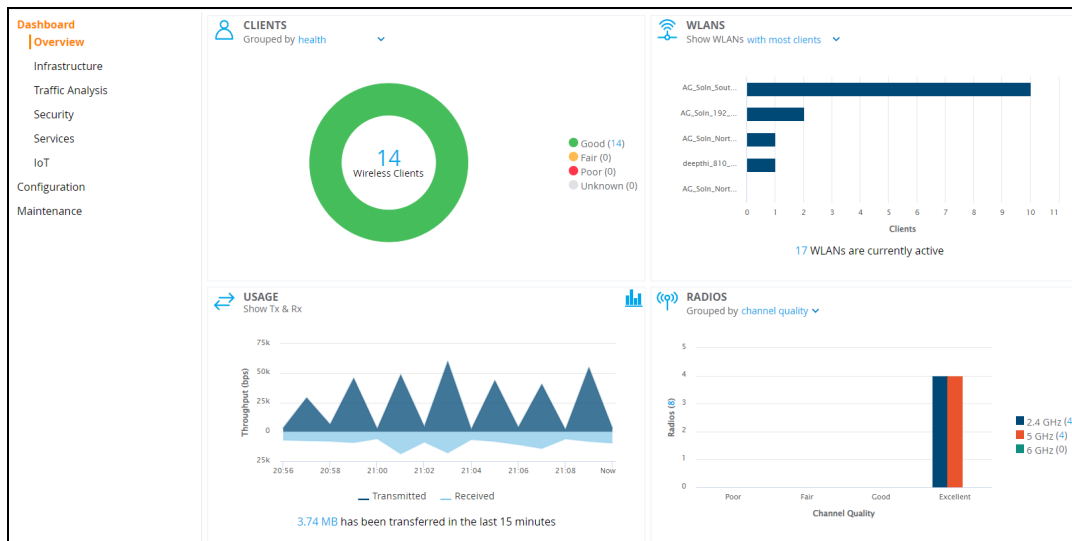 Dashboard
Overview
Infrastructure
Traffic Analysis
Security
Services
IoT
Configuration
Maintenance
CLIENTS
Grouped by health
14
Wireless Clients
Good (14)
Fair (0)
Poor (0)
Unknown (0)
WLANS
Show WLANs with most clients
AG_Soln_Sout...
AG_Soln_192_...
AG_Soln_Nort...
deepthi_810_...
AG_Soln_Nort...
0 1 2 3 4 5 6 7 8 9 10 11
Clients
17 WLANs are currently active
USAGE
Show Tx & Rx
Throughput (bps)
75k
50k
25k
0
25k
20:56 20:58 21:00 21:02 21:04 21:06 21:08 Now
Transmitted Received
3.74 MB has been transferred in the last 15 minutes
RADIOS
Grouped by channel quality
Radios (8)
5
4
3
2
1
0
Poor Fair Good Excellent
Channel Quality
2.4 GHz (4
5 GHz (4)
6 GHz (0)